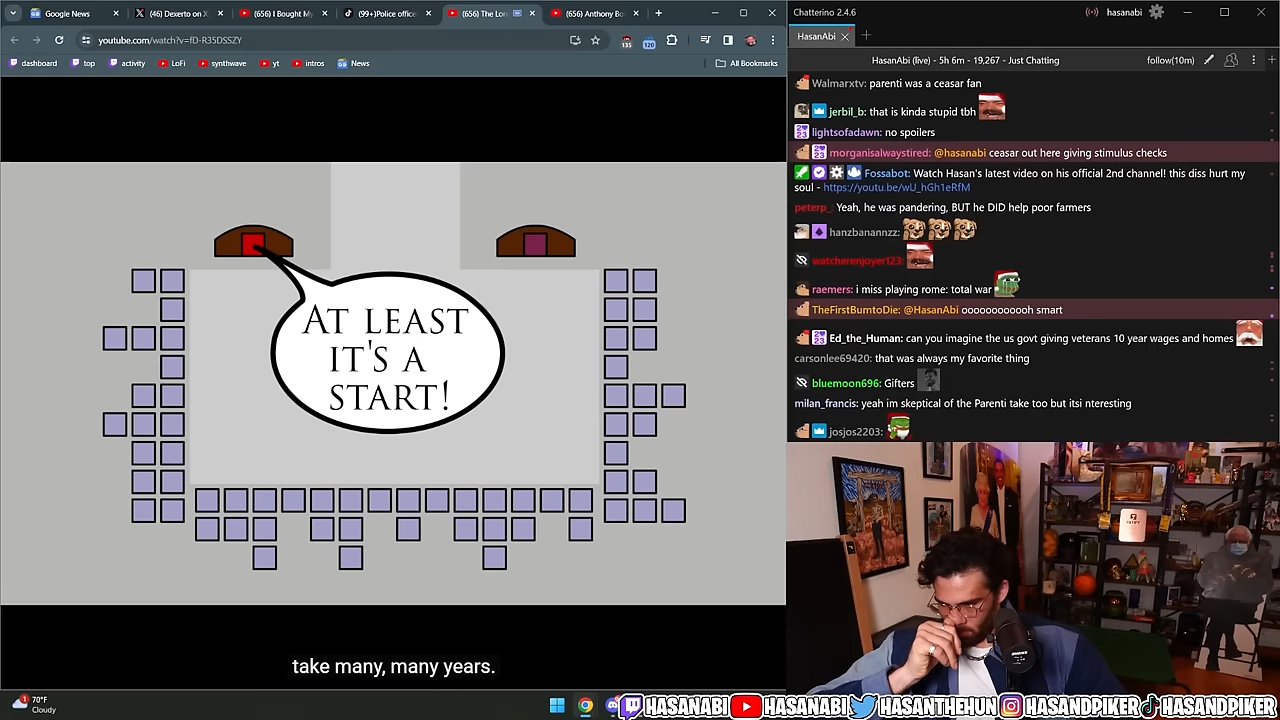 Google News
(46) Dexerto on X
(656) I Bought My
(99+)Police office
(656) The Lor
(656) Anthony Bo
youtube.com/watch?v=fD-R35DSSZY
135
120
dashboard
top
activity
LoFi
synthwave
yt
intros
News
All Bookmarks
AT LEAST
IT'S A
START!
take many, many years.
70°F
Cloudy
Chatterino 2.4.6
hasanabi
HasanAbi
HasanAbi (live) - 5h 6m - 19,267 - Just Chatting
follow(10m)
Walmarxtv: parenti was a ceasar fan
jerbil_b: that is kinda stupid tbh
lightsofadawn: no spoilers
morganisalwaystired: @hasanabi ceasar out here giving stimulus checks
Fossabot: Watch Hasan's latest video on his official 2nd channel! this diss hurt my
soul - https://youtu.be/wU_hGh1eRfM
peterp_: Yeah, he was pandering, BUT he DID help poor farmers
hanzbanannzz:
watcherenjoyer123:
raemers: i miss playing rome: total war
TheFirstBumtoDie: @HasanAbi oooooooooooh smart
Ed_the_Human: can you imagine the us govt giving veterans 10 year wages and homes
carsonlee69420: that was always my favorite thing
bluemoon696: Gifters
milan_francis: yeah im skeptical of the Parenti take too but itsi nteresting
josjos2203:
HASANABI
HASANABI
HASANTHEHUN
HASANDPIKER
HASANDPIKER